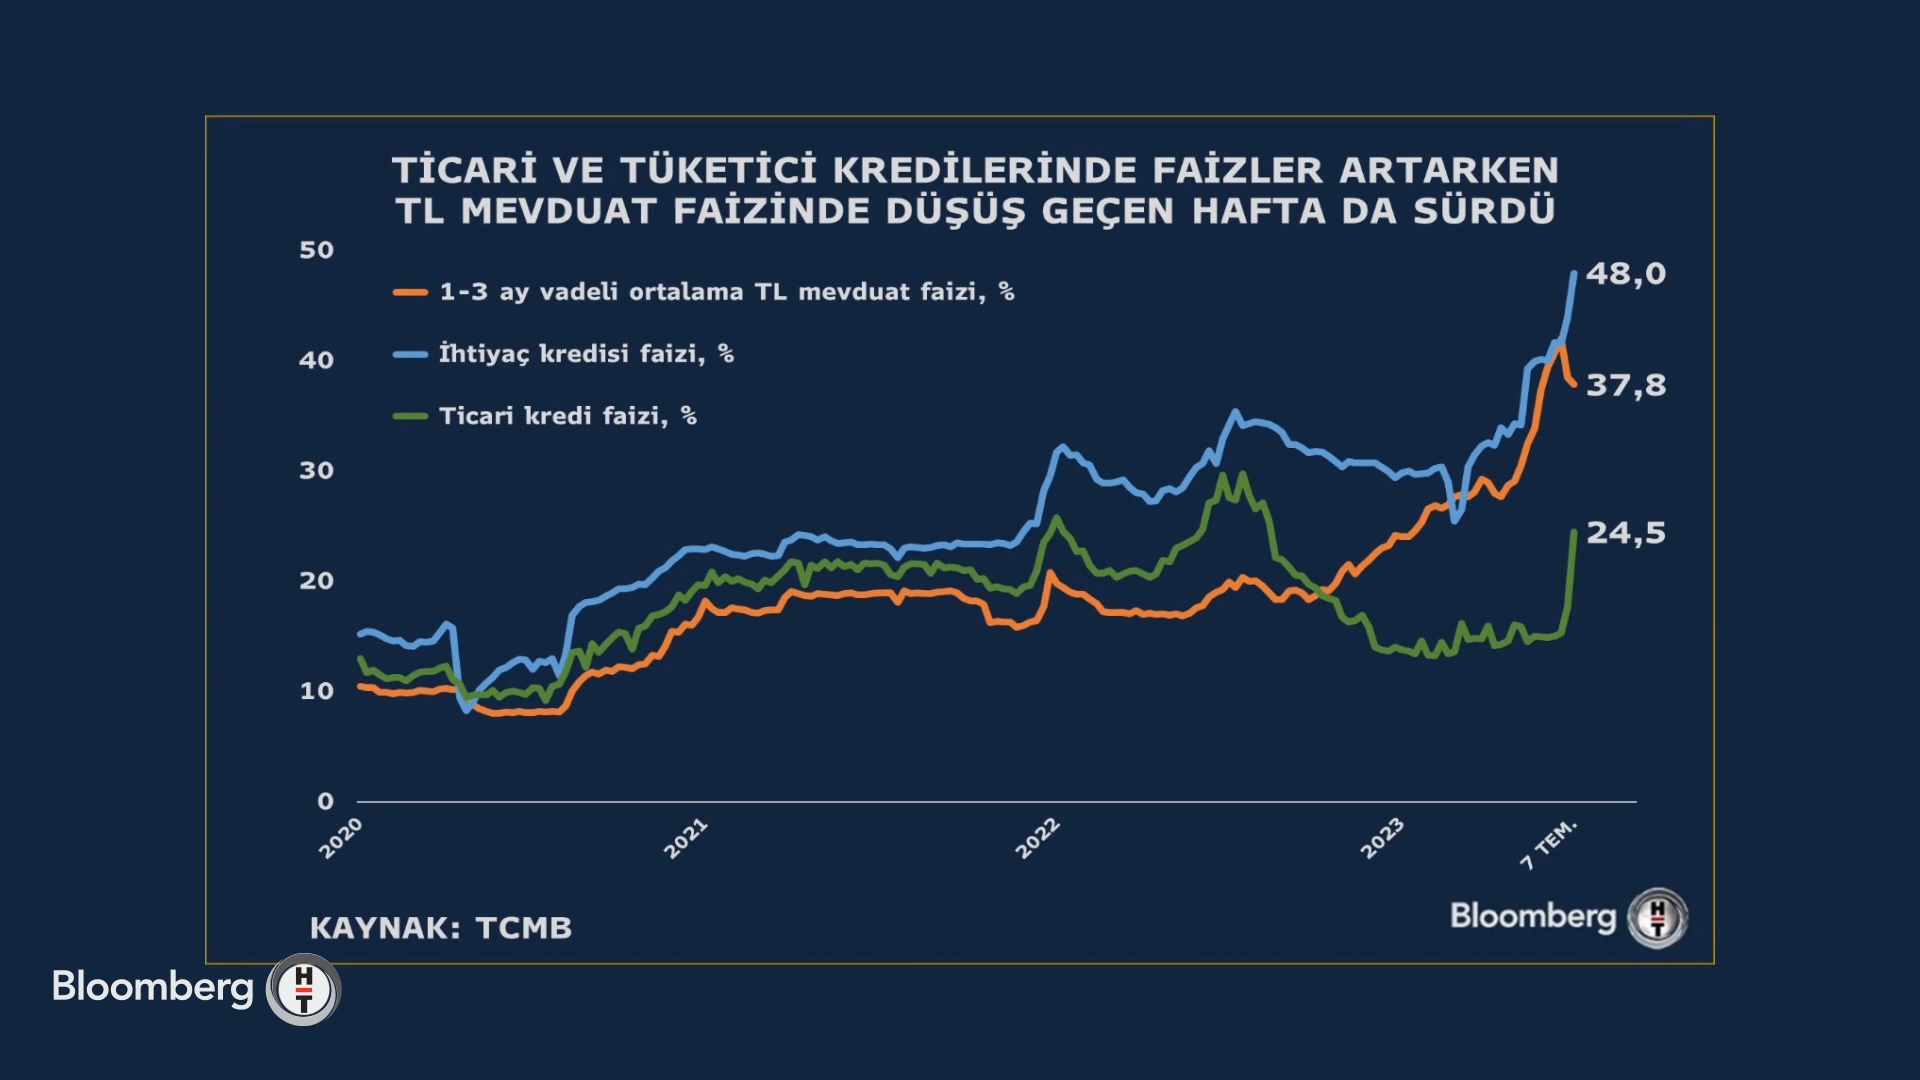 TİCARİ VE TÜKETİCİ KREDİLERİNDE FAİZLER ARTARKEN
TL MEVDUAT FAİZİNDE DÜŞÜŞ GEÇEN HAFTA DA SÜRDÜ
50
40
30
20
10
0
1-3 ay vadeli ortalama TL mevduat faizi, %
İhtiyaç kredisi faizi, %
Ticari kredi faizi, %
48,0
37,8
24,5
2020
2021
2022
2023
7 TEM.
KAYNAK: TCMB
Bloomberg HT
Bloomberg HT